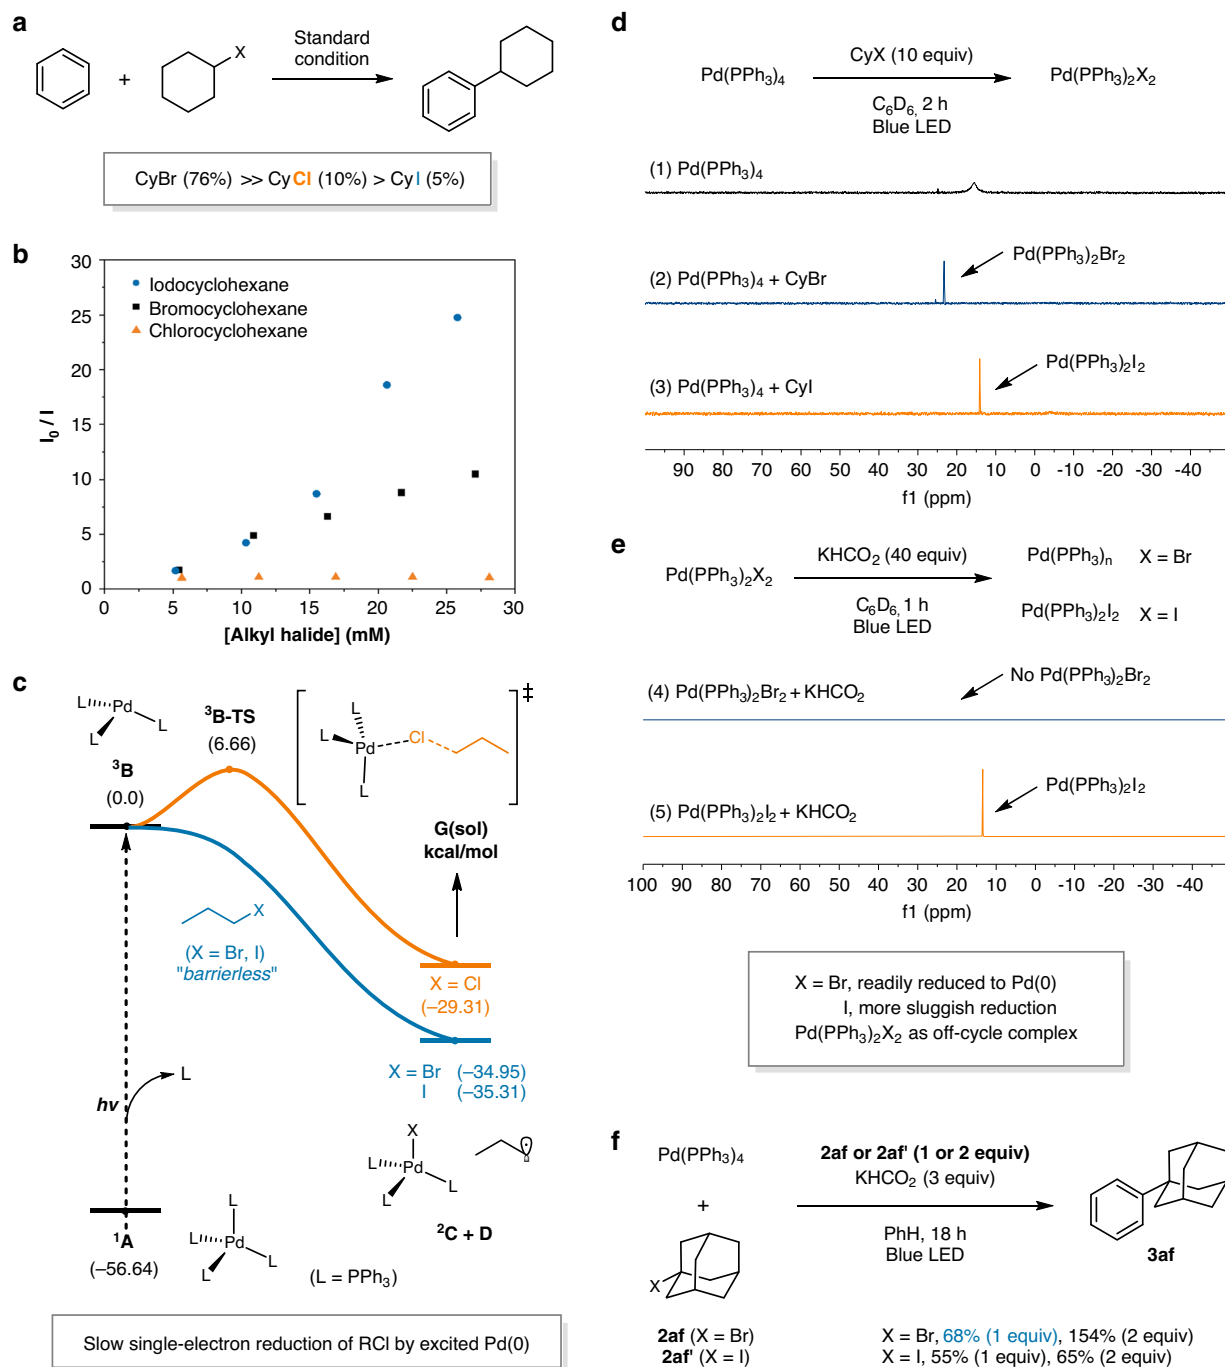 a
X
+
Standard
condition
CyBr (76%) >> CyCl (10%) > CyI (5%)
b
30
25
20
15
10
5
0
I0 / I
Iodocyclohexane
Bromocyclohexane
Chlorocyclohexane
0 5 10 15 20 25 30
[Alkyl halide] (mM)
c
L Pd L L
3B
(0.0)
3B-TS
(6.66)
L L Pd Cl L
‡
G(sol)
kcal/mol
X
(X = Br, I)
"barrierless"
X = Cl
(−29.31)
X = Br (−34.95)
I (−35.31)
L
hν
X
L Pd L L
2C + D
1A
(−56.64)
L
Pd
L L L
(L = PPh3)
Slow single-electron reduction of RCl by excited Pd(0)
d
Pd(PPh3)4
CyX (10 equiv)
C6D6, 2 h
Blue LED
Pd(PPh3)2X2
(1) Pd(PPh3)4
(2) Pd(PPh3)4 + CyBr
Pd(PPh3)2Br2
(3) Pd(PPh3)4 + CyI
Pd(PPh3)2I2
90 80 70 60 50 40 30 20 10 0 -10 -20 -30 -40
f1 (ppm)
e
Pd(PPh3)2X2
KHCO2 (40 equiv)
C6D6, 1 h
Blue LED
Pd(PPh3)n X = Br
Pd(PPh3)2I2 X = I
(4) Pd(PPh3)2Br2 + KHCO2
No Pd(PPh3)2Br2
(5) Pd(PPh3)2I2 + KHCO2
Pd(PPh3)2I2
100 90 80 70 60 50 40 30 20 10 0 -10 -20 -30 -40
f1 (ppm)
X = Br, readily reduced to Pd(0)
I, more sluggish reduction
Pd(PPh3)2X2 as off-cycle complex
f
Pd(PPh3)4
+
X
2af or 2af' (1 or 2 equiv)
KHCO2 (3 equiv)
PhH, 18 h
Blue LED
3af
2af (X = Br)
2af' (X = I)
X = Br, 68% (1 equiv), 154% (2 equiv)
X = I, 55% (1 equiv), 65% (2 equiv)